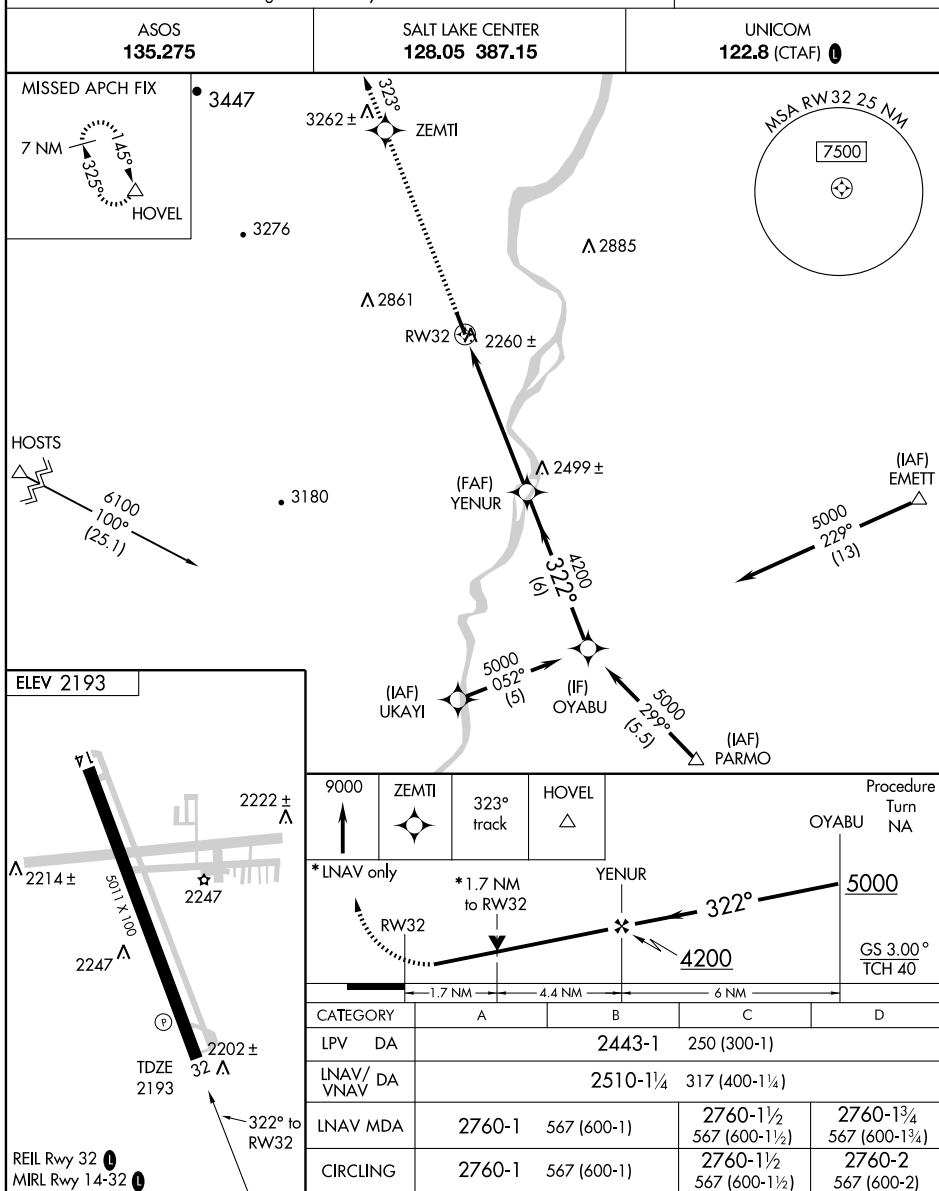 ASOS
135.275
SALT LAKE CENTER
128.05 387.15
UNICOM
122.8 (CTAF) L
MISSED APCH FIX
7 NM
145°
325°
HOVEL
3447
323°
3262 ±
ZEMTI
MSA RW32 25 NM
7500
3276
2885
2861
RW32
2260 ±
HOSTS
6100
100°
(25.1)
3180
(FAF)
YENUR
2499 ±
(IAF)
EMETT
5000
229°
(13)
4200
322°
(6)
5000
052°
(5)
(IAF)
UKAYI
(IF)
OYABU
5000
299°
(5.5)
(IAF)
PARMO
ELEV 2193
14
2222 ±
2214 ±
5011 X 100
2247
2247
P
2202 ±
32
TDZE
2193
322° to
RW32
REIL Rwy 32 L
MIRL Rwy 14-32 L
9000
ZEMTI
323°
track
HOVEL
Procedure
Turn
NA
OYABU
*LNAV only
*1.7 NM
to RW32
YENUR
RW32
322°
5000
4200
GS 3.00°
TCH 40
1.7 NM
4.4 NM
6 NM
CATEGORY A B C D
LPV DA 2443-1 250 (300-1)
LNAV/
VNAV DA 2510-1¼ 317 (400-1¼)
LNAV MDA 2760-1 567 (600-1) 2760-1½ 567 (600-1½) 2760-1¾ 567 (600-1¾)
CIRCLING 2760-1 567 (600-1) 2760-1½ 567 (600-1½) 2760-2 567 (600-2)